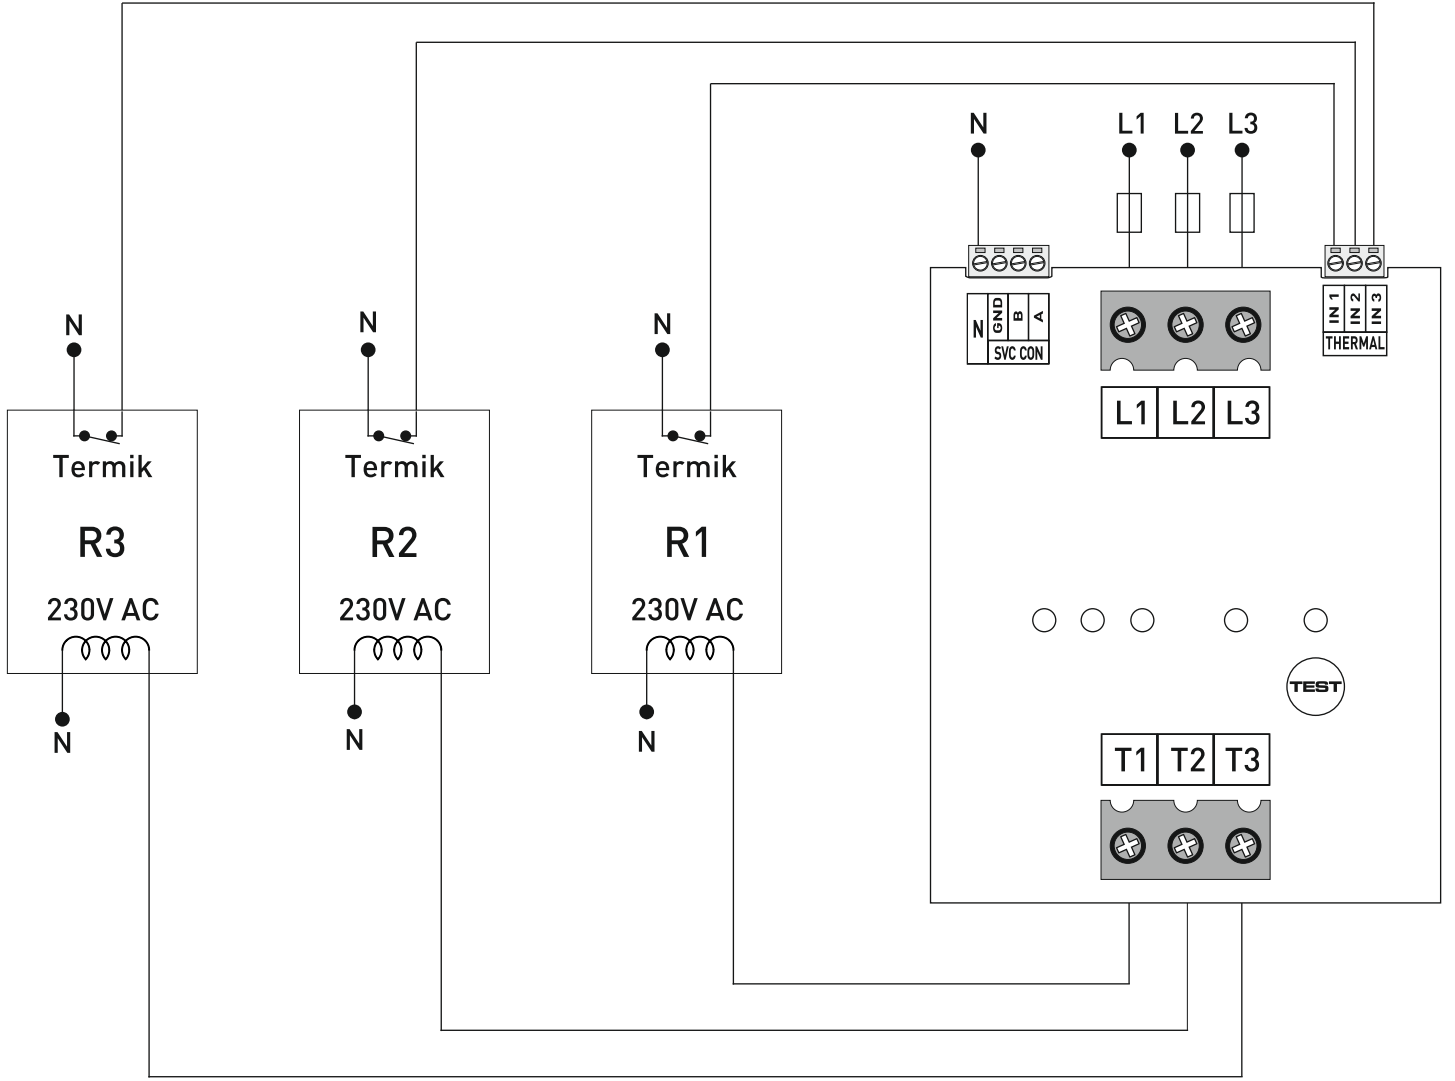 N L1 L2 L3
N GND B A
SVC CON
IN 1 IN 2 IN 3
THERMAL
L1 L2 L3
N N N
Termik Termik Termik
R3 R2 R1
230V AC 230V AC 230V AC
TEST
N N N
T1 T2 T3